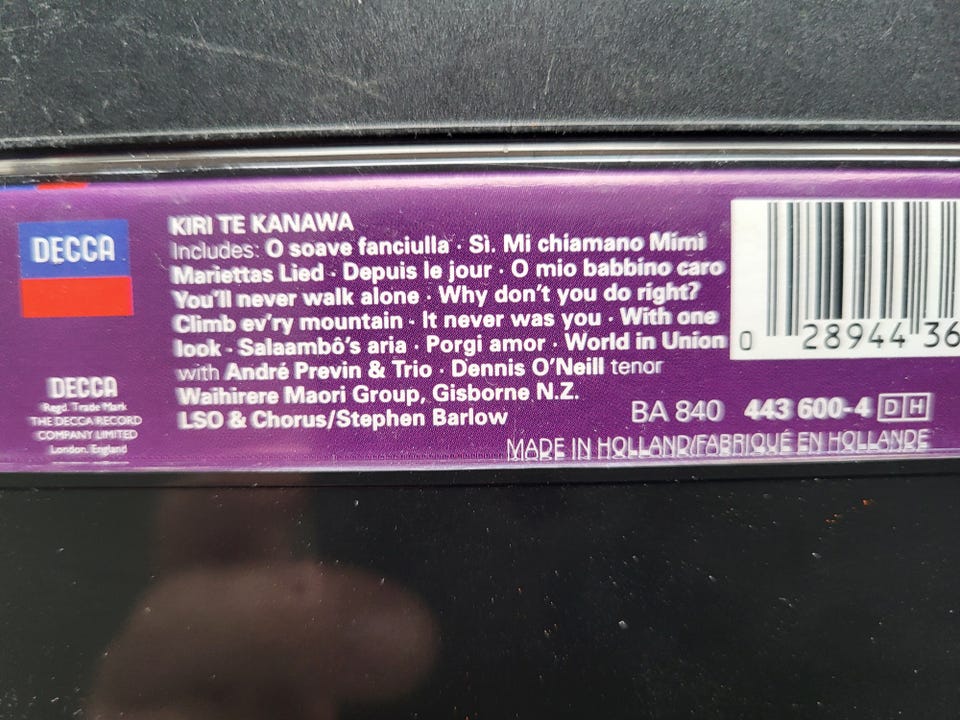 DECCA
KIRI TE KANAWA
Includes: O soave fanciulla · Sì. Mi chiamano Mimì
Mariettas Lied · Depuis le jour · O mio babbino caro
You'll never walk alone · Why don't you do right?
Climb ev'ry mountain · It never was you · With one
look · Salaambô's aria · Porgi amor · World in Union
with André Previn & Trio · Dennis O'Neill tenor
Waihirere Maori Group, Gisborne N.Z.
LSO & Chorus/Stephen Barlow
DECCA
Regd. Trade Mark
THE DECCA RECORD
COMPANY LIMITED
London, England
0 28944 36
BA 840 443 600-4 DH
MADE IN HOLLAND/FABRIQUÉ EN HOLLANDE